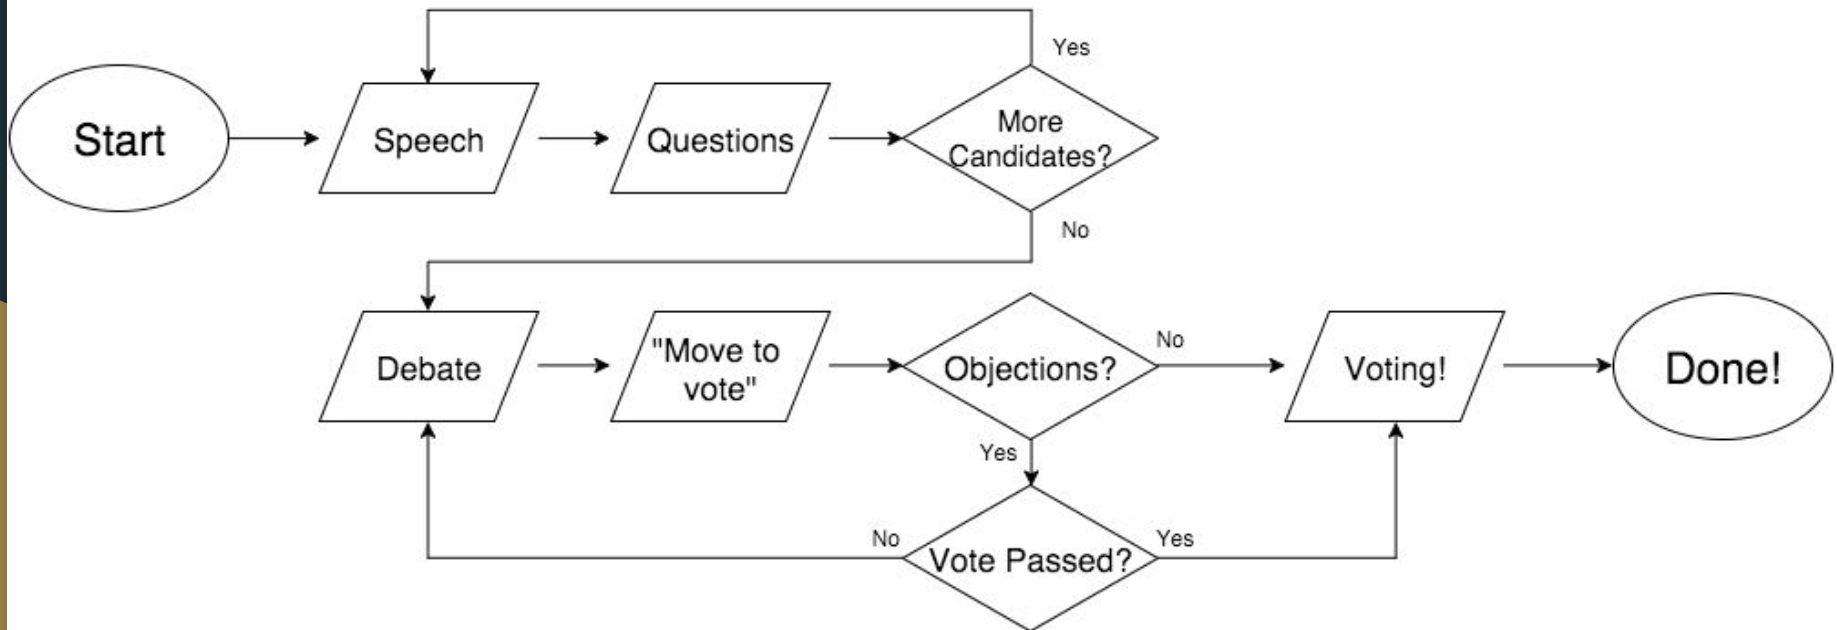 Yes
Start
Speech
Questions
More
Candidates?
No
Debate
"Move to
vote"
Objections?
No
Voting!
Done!
Yes
No
Vote Passed?
Yes